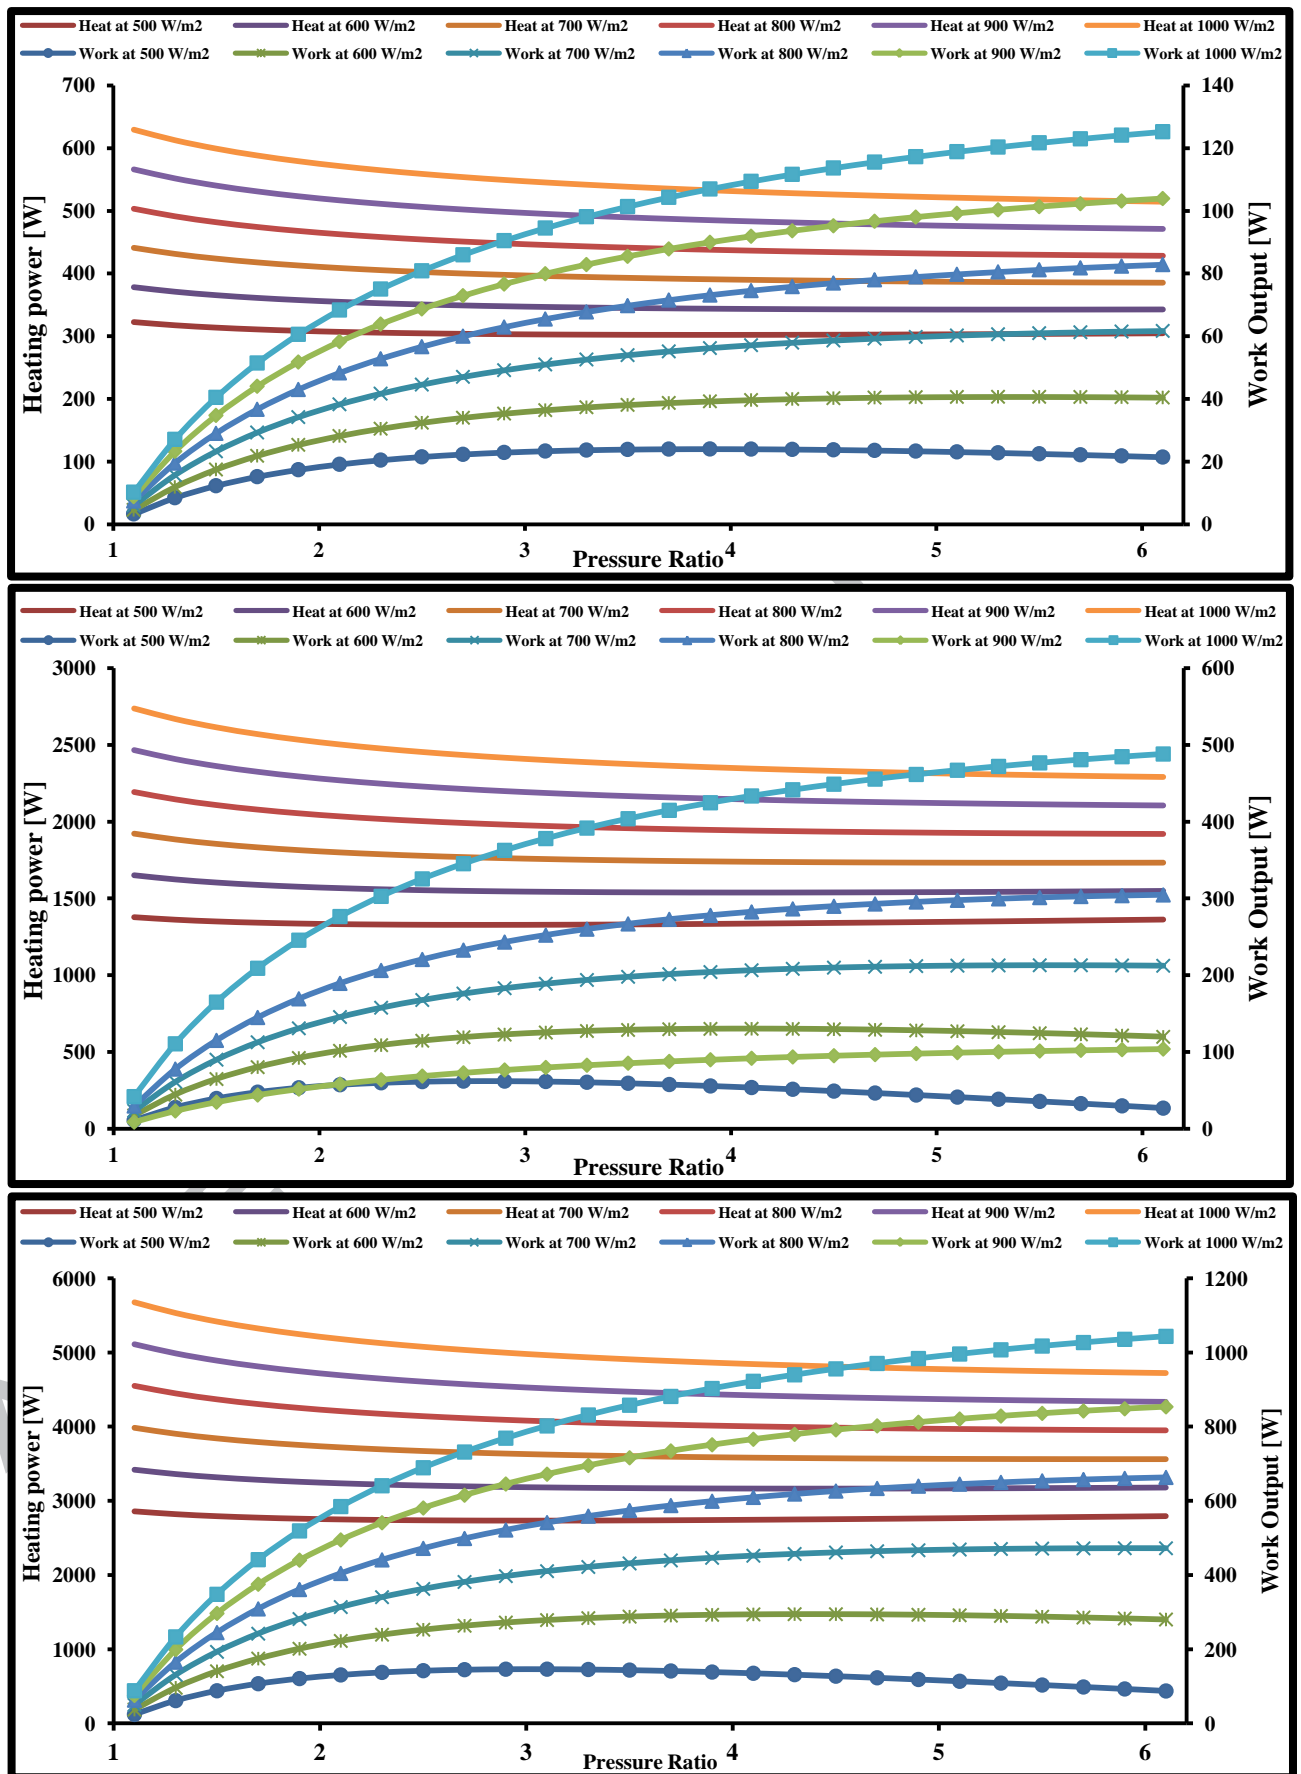 Heat at 500 W/m2 Heat at 600 W/m2 Heat at 700 W/m2 Heat at 800 W/m2 Heat at 900 W/m2 Heat at 1000 W/m2
Work at 500 W/m2 Work at 600 W/m2 Work at 700 W/m2 Work at 800 W/m2 Work at 900 W/m2 Work at 1000 W/m2
700 140
600 120
500 100
400 80
300 60
200 40
100 20
0 0
Heating power [W]
Work Output [W]
1 2 3 4 5 6
Pressure Ratio
Heat at 500 W/m2 Heat at 600 W/m2 Heat at 700 W/m2 Heat at 800 W/m2 Heat at 900 W/m2 Heat at 1000 W/m2
Work at 500 W/m2 Work at 600 W/m2 Work at 700 W/m2 Work at 800 W/m2 Work at 900 W/m2 Work at 1000 W/m2
3000 600
2500 500
2000 400
1500 300
1000 200
500 100
0 0
Heating power [W]
Work Output [W]
1 2 3 4 5 6
Pressure Ratio
Heat at 500 W/m2 Heat at 600 W/m2 Heat at 700 W/m2 Heat at 800 W/m2 Heat at 900 W/m2 Heat at 1000 W/m2
Work at 500 W/m2 Work at 600 W/m2 Work at 700 W/m2 Work at 800 W/m2 Work at 900 W/m2 Work at 1000 W/m2
6000 1200
5000 1000
4000 800
3000 600
2000 400
1000 200
0 0
Heating power [W]
Work Output [W]
1 2 3 4 5 6
Pressure Ratio